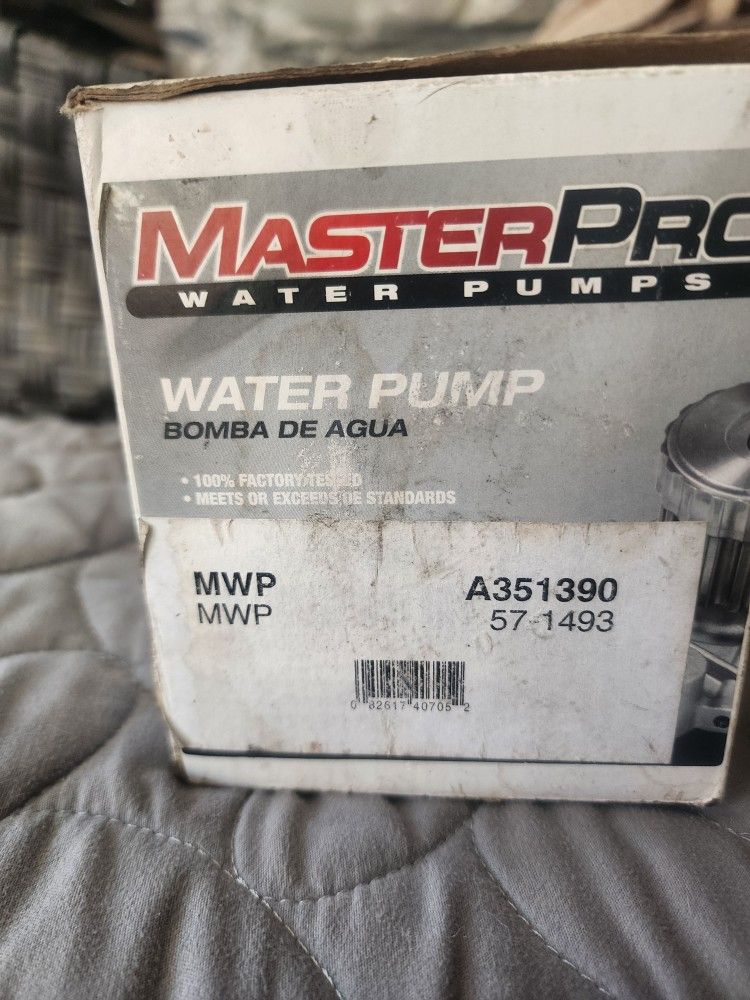 MASTERPRO
WATER PUMPS
WATER PUMP
BOMBA DE AGUA
• 100% FACTORY TESTED
• MEETS OR EXCEEDS OE STANDARDS
MWP A351390
MWP 57-1493
0 82617 40705 2